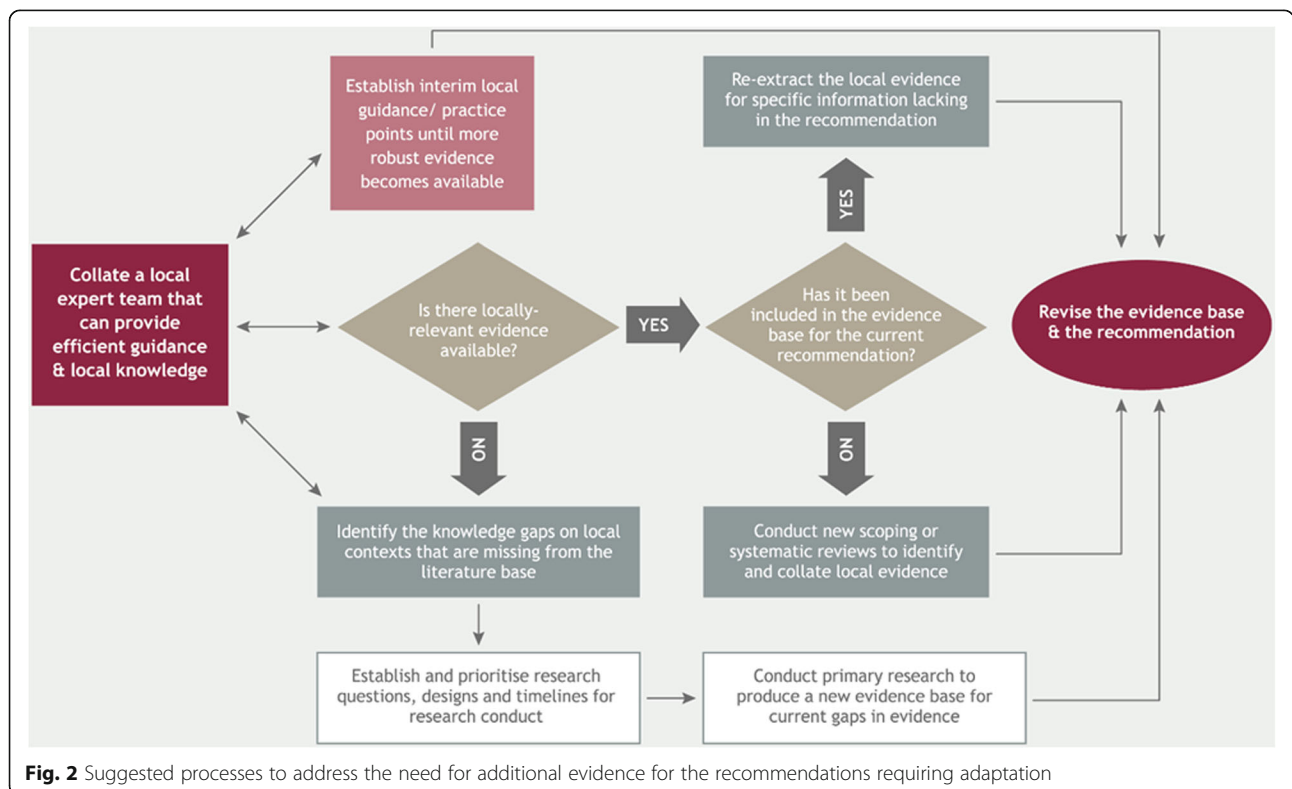 Establish interim local
guidance/ practice
points until more
robust evidence
becomes available
Re-extract the local evidence
for specific information lacking
in the recommendation
YES
Collate a local
expert team that
can provide
efficient guidance
& local knowledge
Is there locally-
relevant evidence
available?
YES
Has it been
included in the evidence
base for the current
recommendation?
Revise the evidence base
& the recommendation
NO
NO
Identify the knowledge gaps on local
contexts that are missing from the
literature base
Conduct new scoping or
systematic reviews to identify
and collate local evidence
Establish and prioritise research
questions, designs and timelines for
research conduct
Conduct primary research to
produce a new evidence base for
current gaps in evidence
Fig. 2 Suggested processes to address the need for additional evidence for the recommendations requiring adaptation